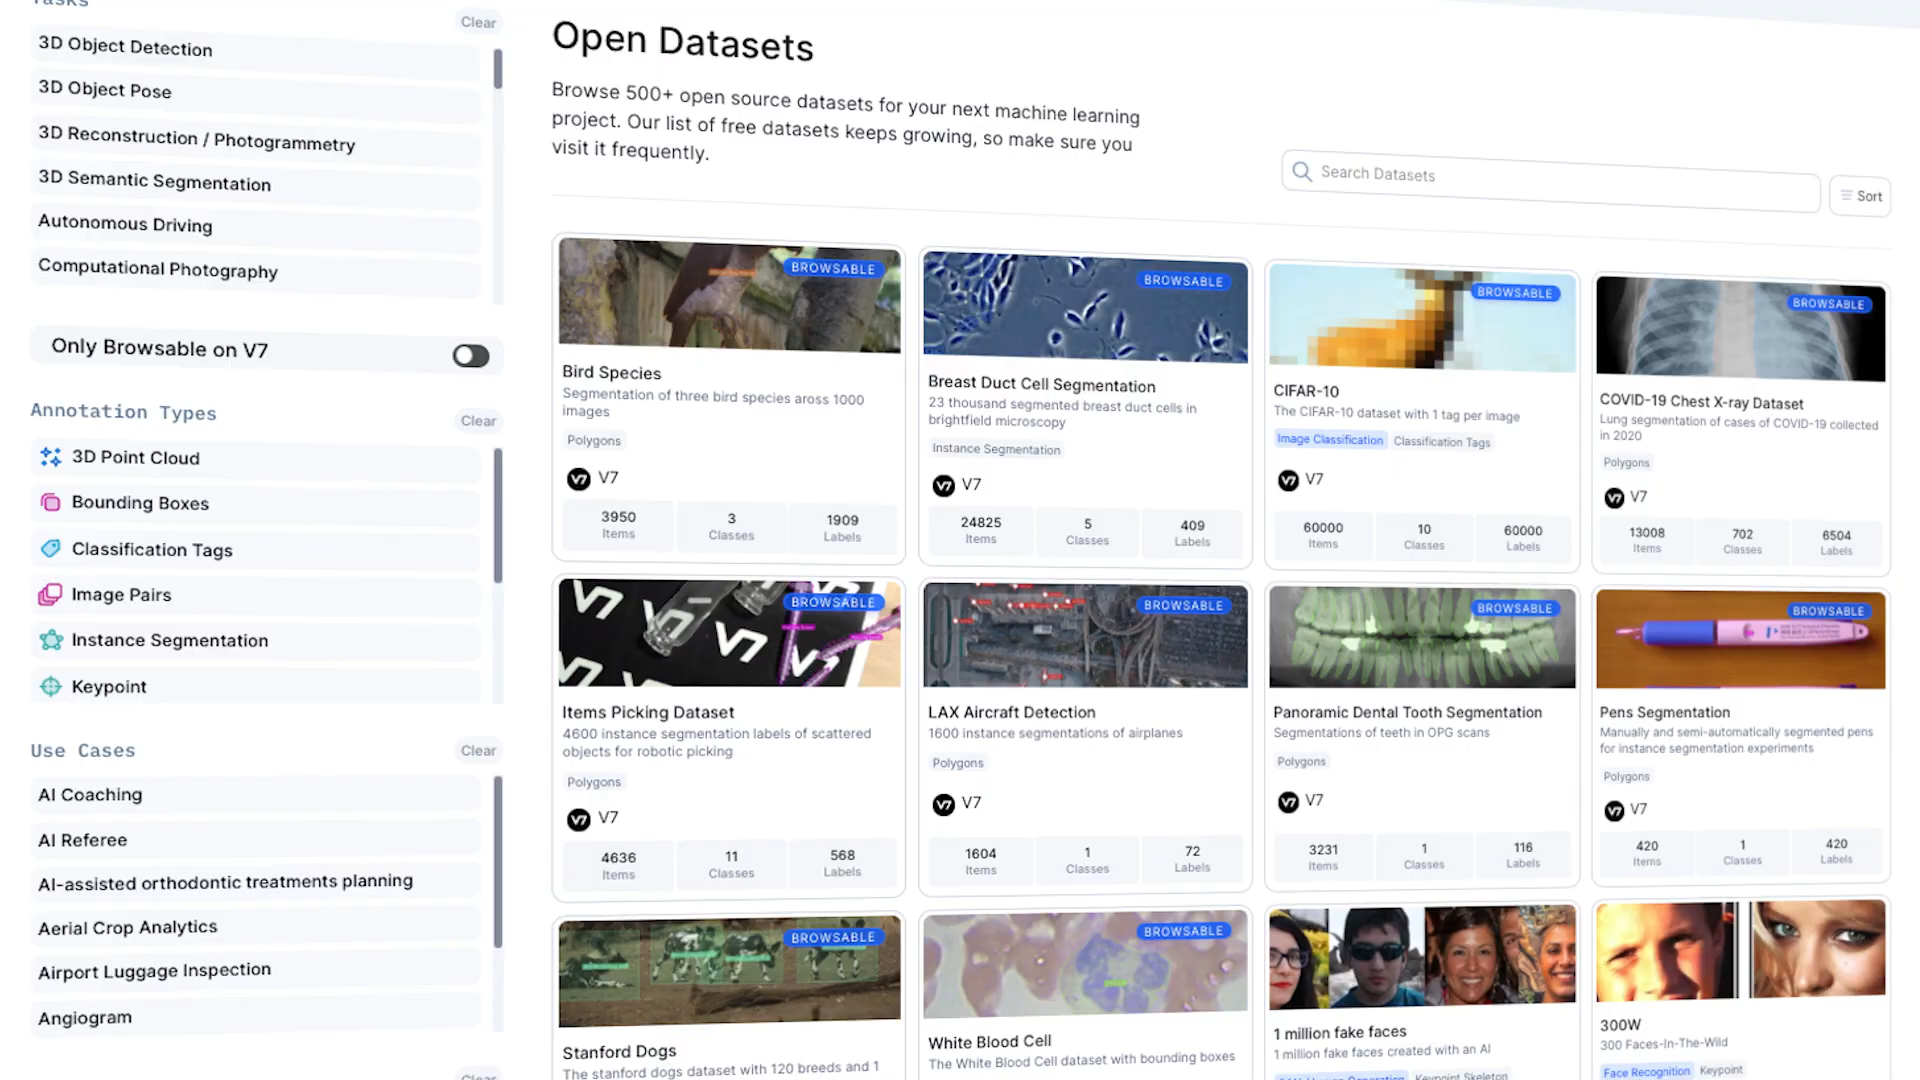 Tasks
Clear
3D Object Detection
3D Object Pose
3D Reconstruction / Photogrammetry
3D Semantic Segmentation
Autonomous Driving
Computational Photography
Only Browsable on V7
Annotation Types
Clear
3D Point Cloud
Bounding Boxes
Classification Tags
Image Pairs
Instance Segmentation
Keypoint
Use Cases
Clear
AI Coaching
AI Referee
AI-assisted orthodontic treatments planning
Aerial Crop Analytics
Airport Luggage Inspection
Angiogram
Clear
Open Datasets
Browse 500+ open source datasets for your next machine learning
project. Our list of free datasets keeps growing, so make sure you
visit it frequently.
Search Datasets
Sort
BROWSABLE
Bird Species
Segmentation of three bird species aross 1000
images
Polygons
V7 V7
3950 3 1909
Items Classes Labels
BROWSABLE
Breast Duct Cell Segmentation
23 thousand segmented breast duct cells in
brightfield microscopy
Instance Segmentation
V7 V7
24825 5 409
Items Classes Labels
BROWSABLE
CIFAR-10
The CIFAR-10 dataset with 1 tag per image
Image Classification Classification Tags
V7 V7
60000 10 60000
Items Classes Labels
BROWSABLE
COVID-19 Chest X-ray Dataset
Lung segmentation of cases of COVID-19 collected
in 2020
Polygons
V7 V7
13008 702 6504
Items Classes Labels
V7 V7 V7 V7 V7
BROWSABLE
Items Picking Dataset
4600 instance segmentation labels of scattered
objects for robotic picking
Polygons
V7 V7
4636 11 568
Items Classes Labels
BROWSABLE
LAX Aircraft Detection
1600 instance segmentations of airplanes
Polygons
V7 V7
1604 1 72
Items Classes Labels
BROWSABLE
Panoramic Dental Tooth Segmentation
Segmentations of teeth in OPG scans
Polygons
V7 V7
3231 1 116
Items Classes Labels
BROWSABLE
Pens Segmentation
Manually and semi-automatically segmented pens
for instance segmentation experiments
Polygons
V7 V7
420 1 420
Items Classes Labels
BROWSABLE
Stanford Dogs
The stanford dogs dataset with 120 breeds and 1
BROWSABLE
White Blood Cell
The White Blood Cell dataset with bounding boxes
1 million fake faces
1 million fake faces created with an AI
Keypoint Skeleton
300W
300 Faces-In-The-Wild
Face Recognition Keypoint